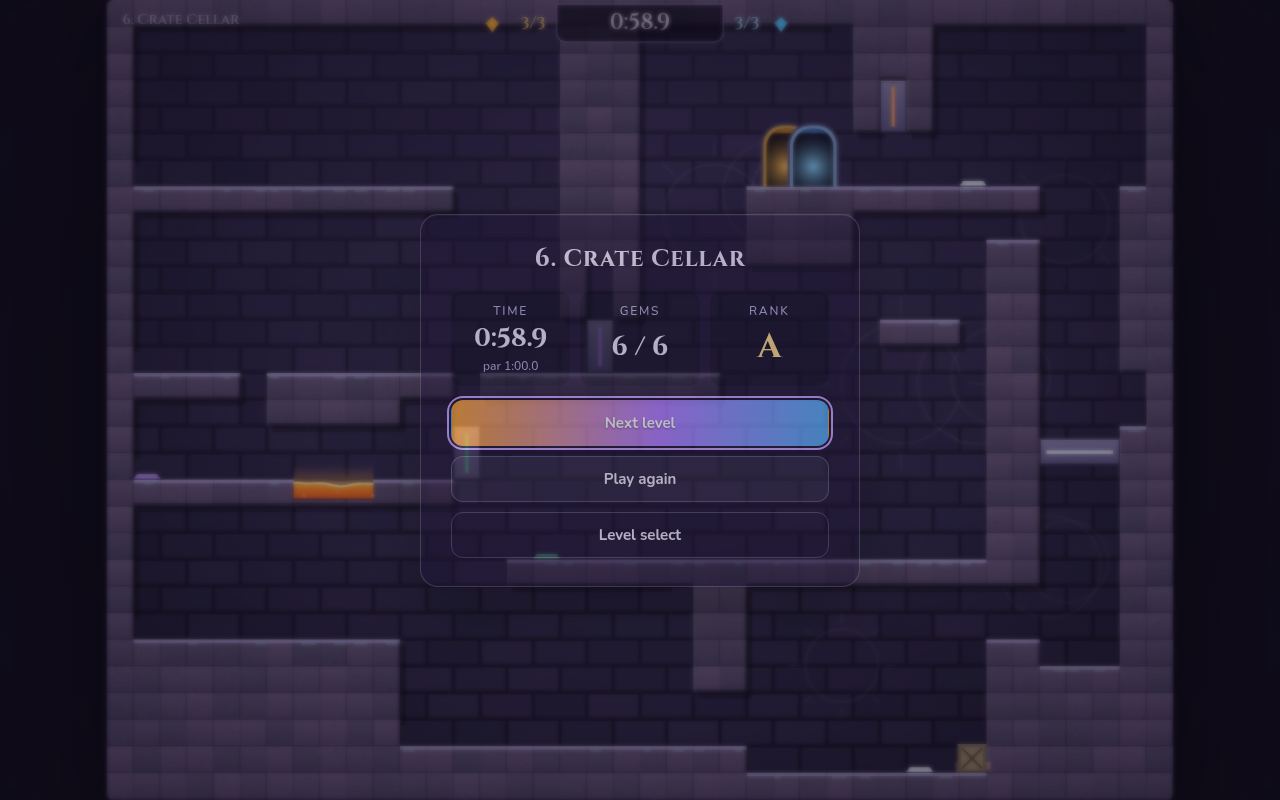 6. Crate Cellar
3/3
0:58.9
3/3
6. Crate Cellar
TIME
0:58.9
par 1:00.0
GEMS
6 / 6
RANK
A
Next level
Play again
Level select